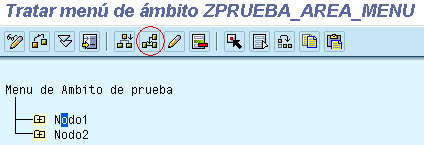 Tratar menú de ámbito ZPRUEBA_AREA_MENU
Menu de Ambito de prueba
Nodo1
Nodo2